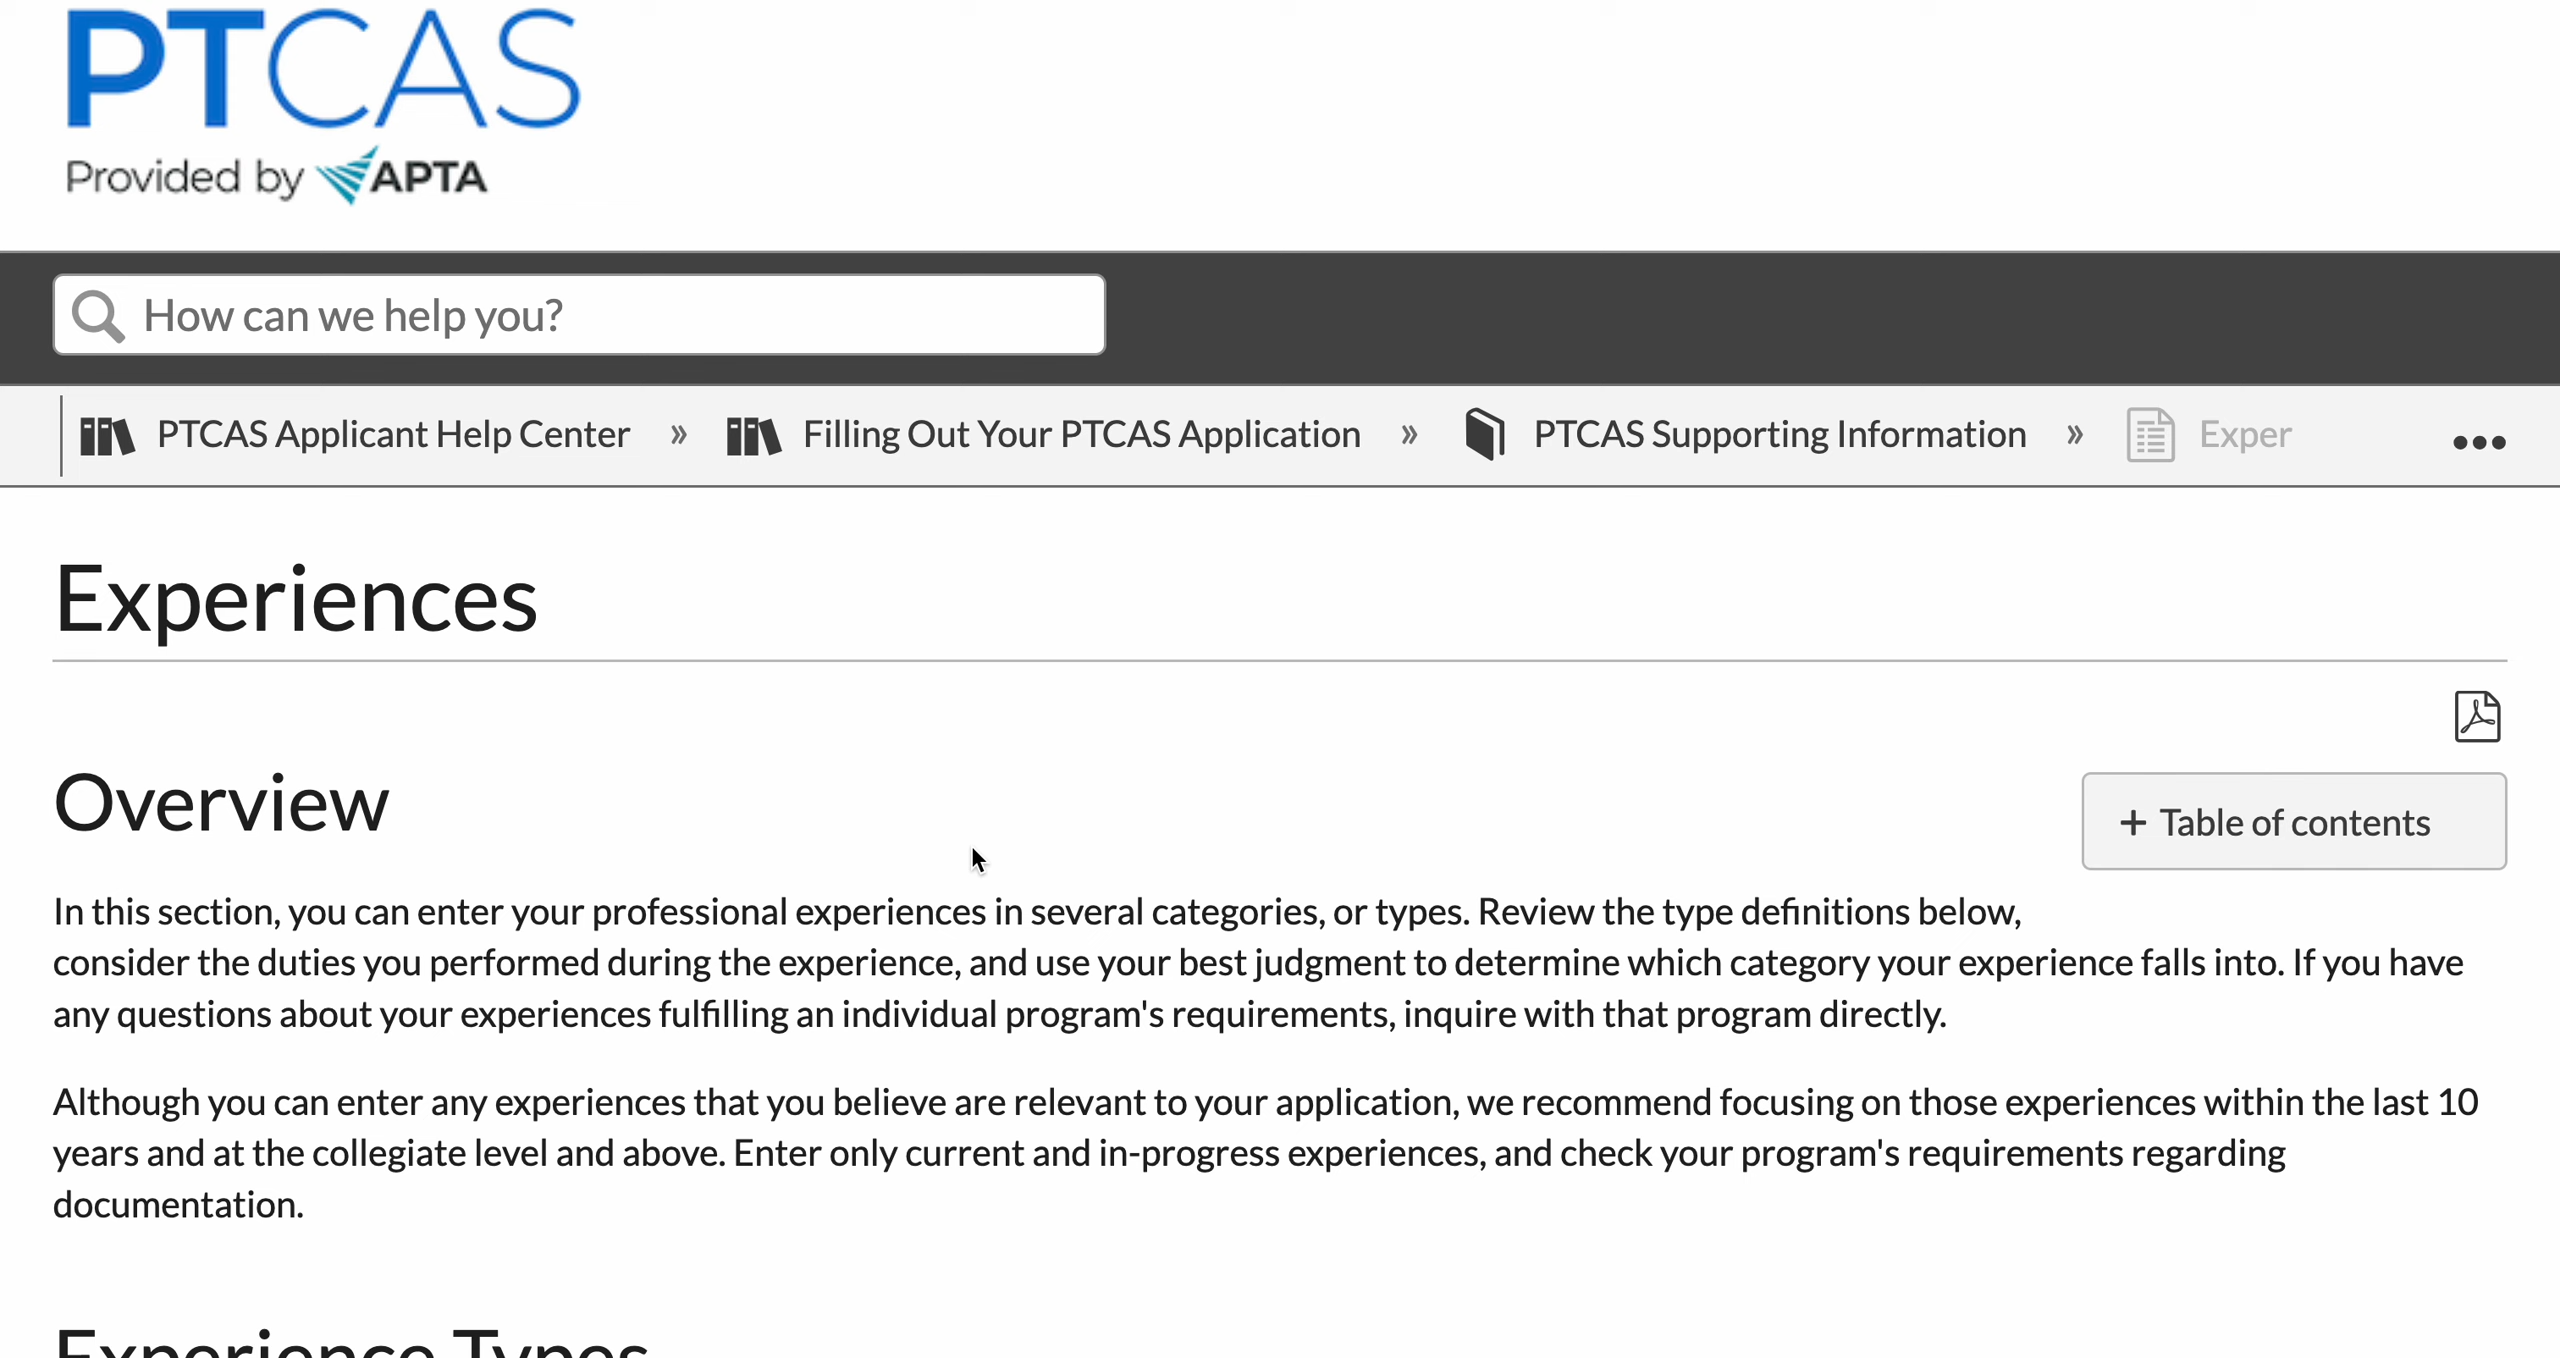 PTCAS
Provided by APTA
How can we help you?
PTCAS Applicant Help Center » Filling Out Your PTCAS Application » PTCAS Supporting Information » Exper •••
Experiences
Overview
+ Table of contents
In this section, you can enter your professional experiences in several categories, or types. Review the type definitions below,
consider the duties you performed during the experience, and use your best judgment to determine which category your experience falls into. If you have
any questions about your experiences fulfilling an individual program's requirements, inquire with that program directly.
Although you can enter any experiences that you believe are relevant to your application, we recommend focusing on those experiences within the last 10
years and at the collegiate level and above. Enter only current and in-progress experiences, and check your program's requirements regarding
documentation.
Experience Types